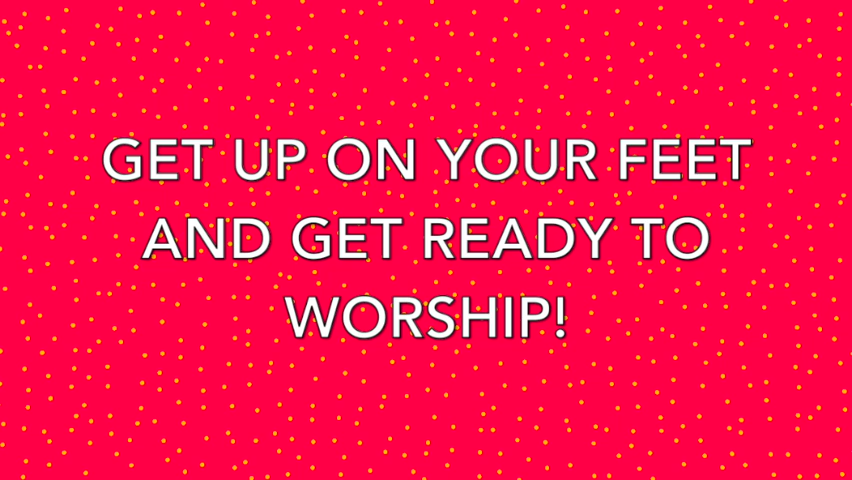 GET UP ON YOUR FEET
AND GET READY TO
WORSHIP!